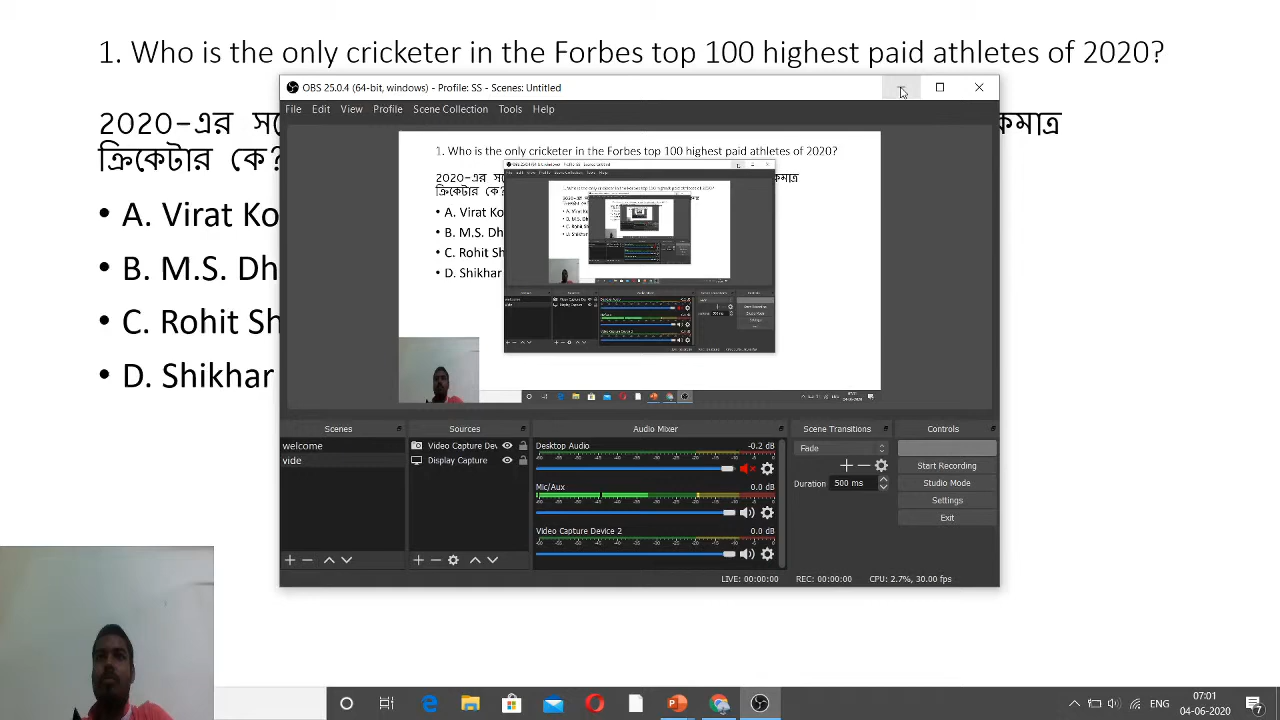 1. Who is the only cricketer in the Forbes top 100 highest paid athletes of 2020?
2020-এর
ক্রিকেটার কে?
• A. Virat Ko
• B. M.S. Dh
• C. Rohit Sh
• D. Shikhar
OBS 25.0.4 (64-bit, windows) - Profile: SS - Scenes: Untitled
File Edit View Profile Scene Collection Tools Help
1. Who is the only cricketer in the Forbes top 100 highest paid athletes of 2020?
2020-এর
ক্রিকেটার কে?
• A. Virat Ko
• B. M.S. Dh
• C. Rohit Sh
• D. Shikhar
Scenes
welcome
vide
Sources
Video Capture Dev
Display Capture
Audio Mixer
Desktop Audio -0.2 dB
Mic/Aux 0.0 dB
Video Capture Device 2 0.0 dB
Scene Transitions
Fade
Duration 500 ms
Controls
Start Recording
Studio Mode
Settings
Exit
LIVE: 00:00:00 REC: 00:00:00 CPU: 2.7%, 30.00 fps
ENG
07:01
04-06-2020
7